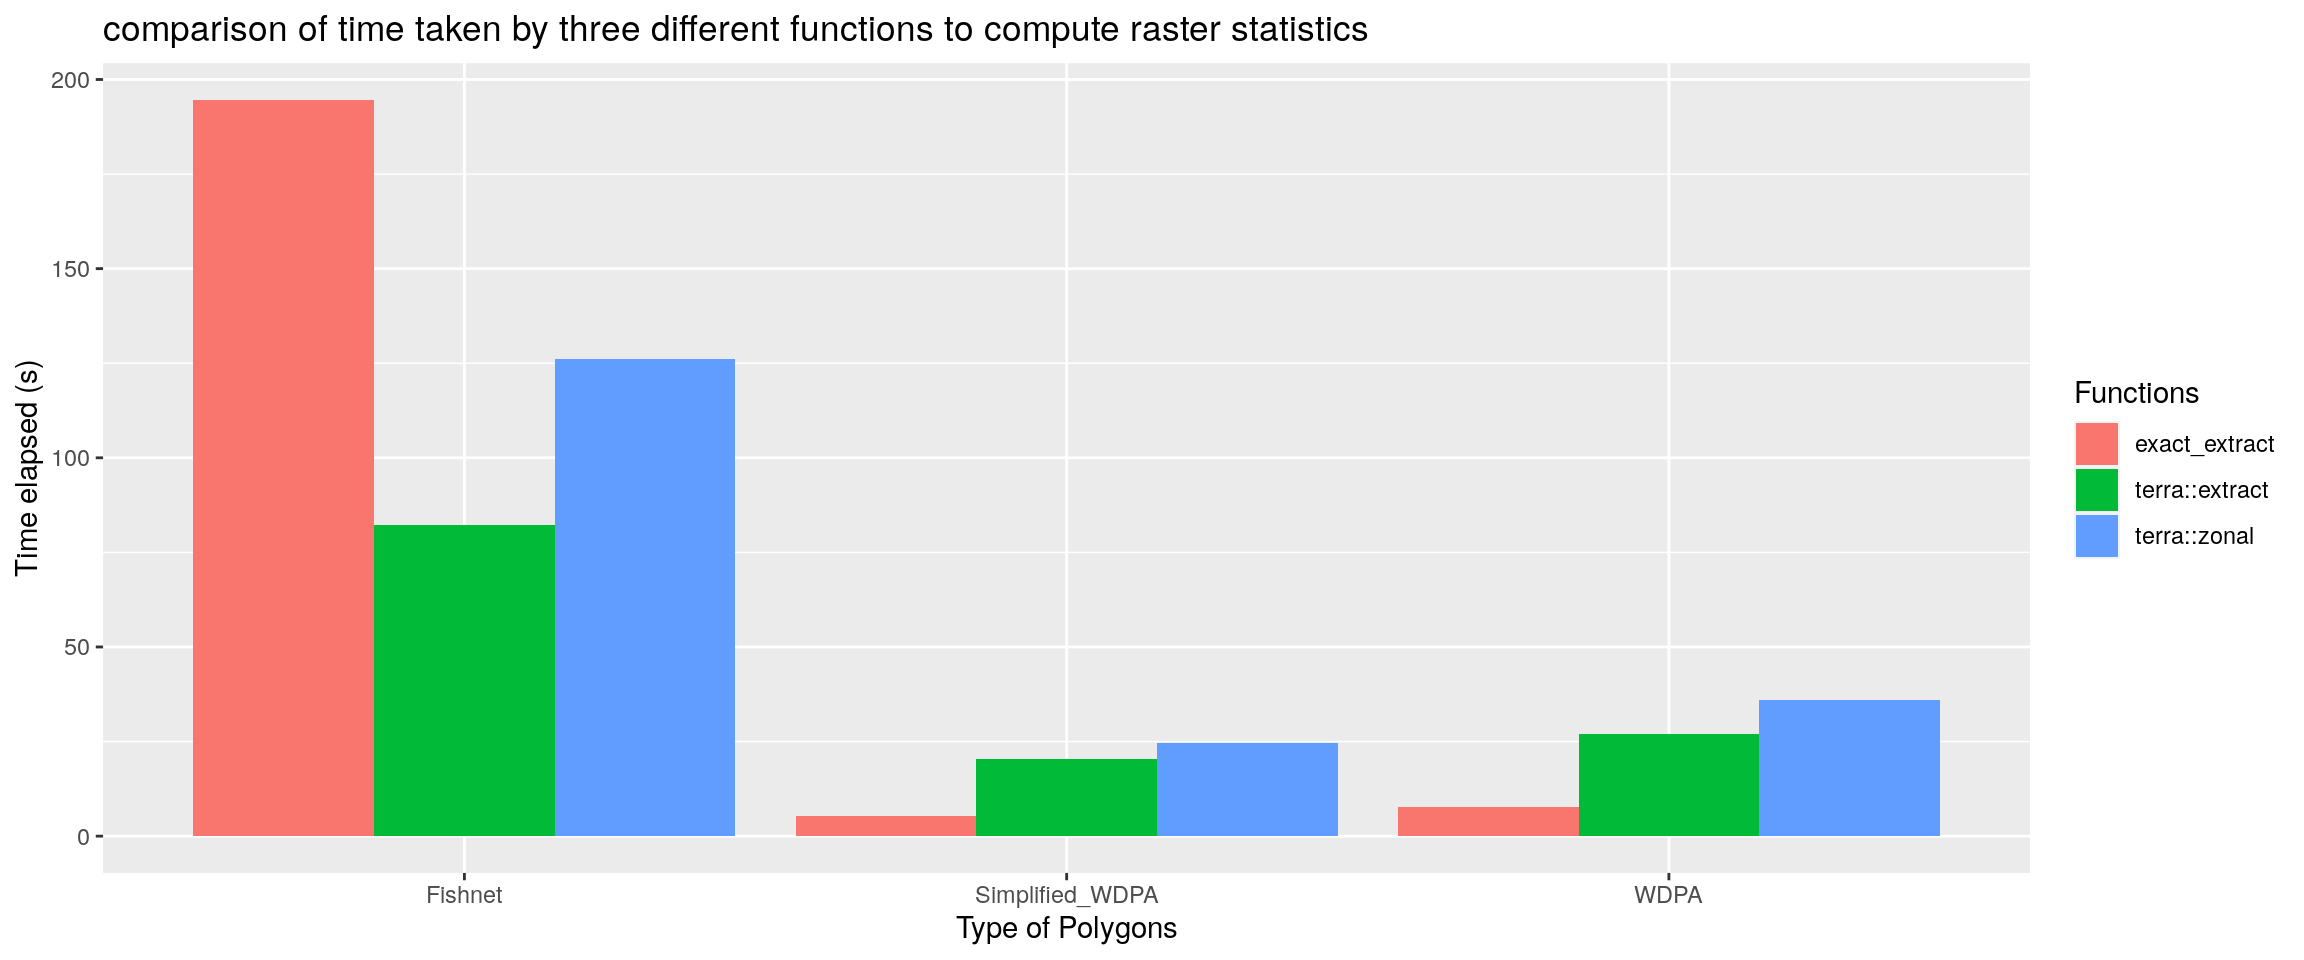 comparison of time taken by three different functions to compute raster statistics
Time elapsed (s)
200
150
100
50
0
Fishnet
Simplified_WDPA
WDPA
Type of Polygons
Functions
exact_extract
terra::extract
terra::zonal